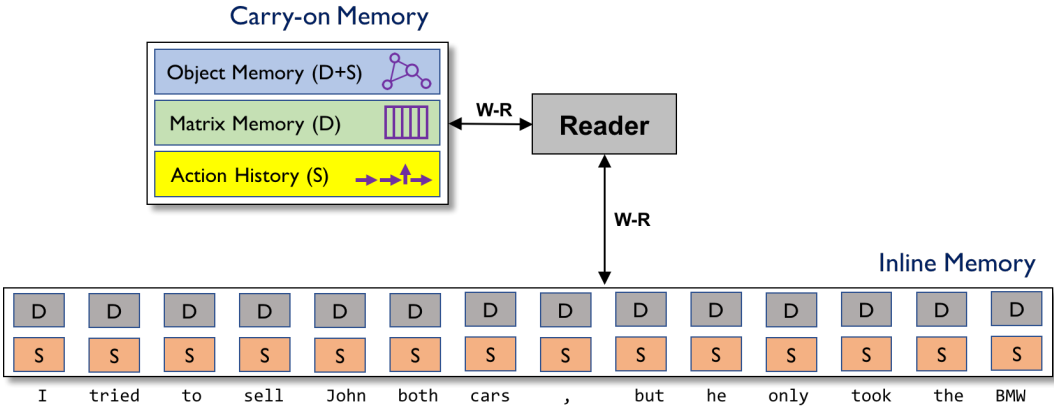 Carry-on Memory
Object Memory (D+S)
Matrix Memory (D)
Action History (S)
W-R
Reader
W-R
Inline Memory
D D D D D D D D D D D D D D
S S S S S S S S S S S S S S
I tried to sell John both cars , but he only took the BMW